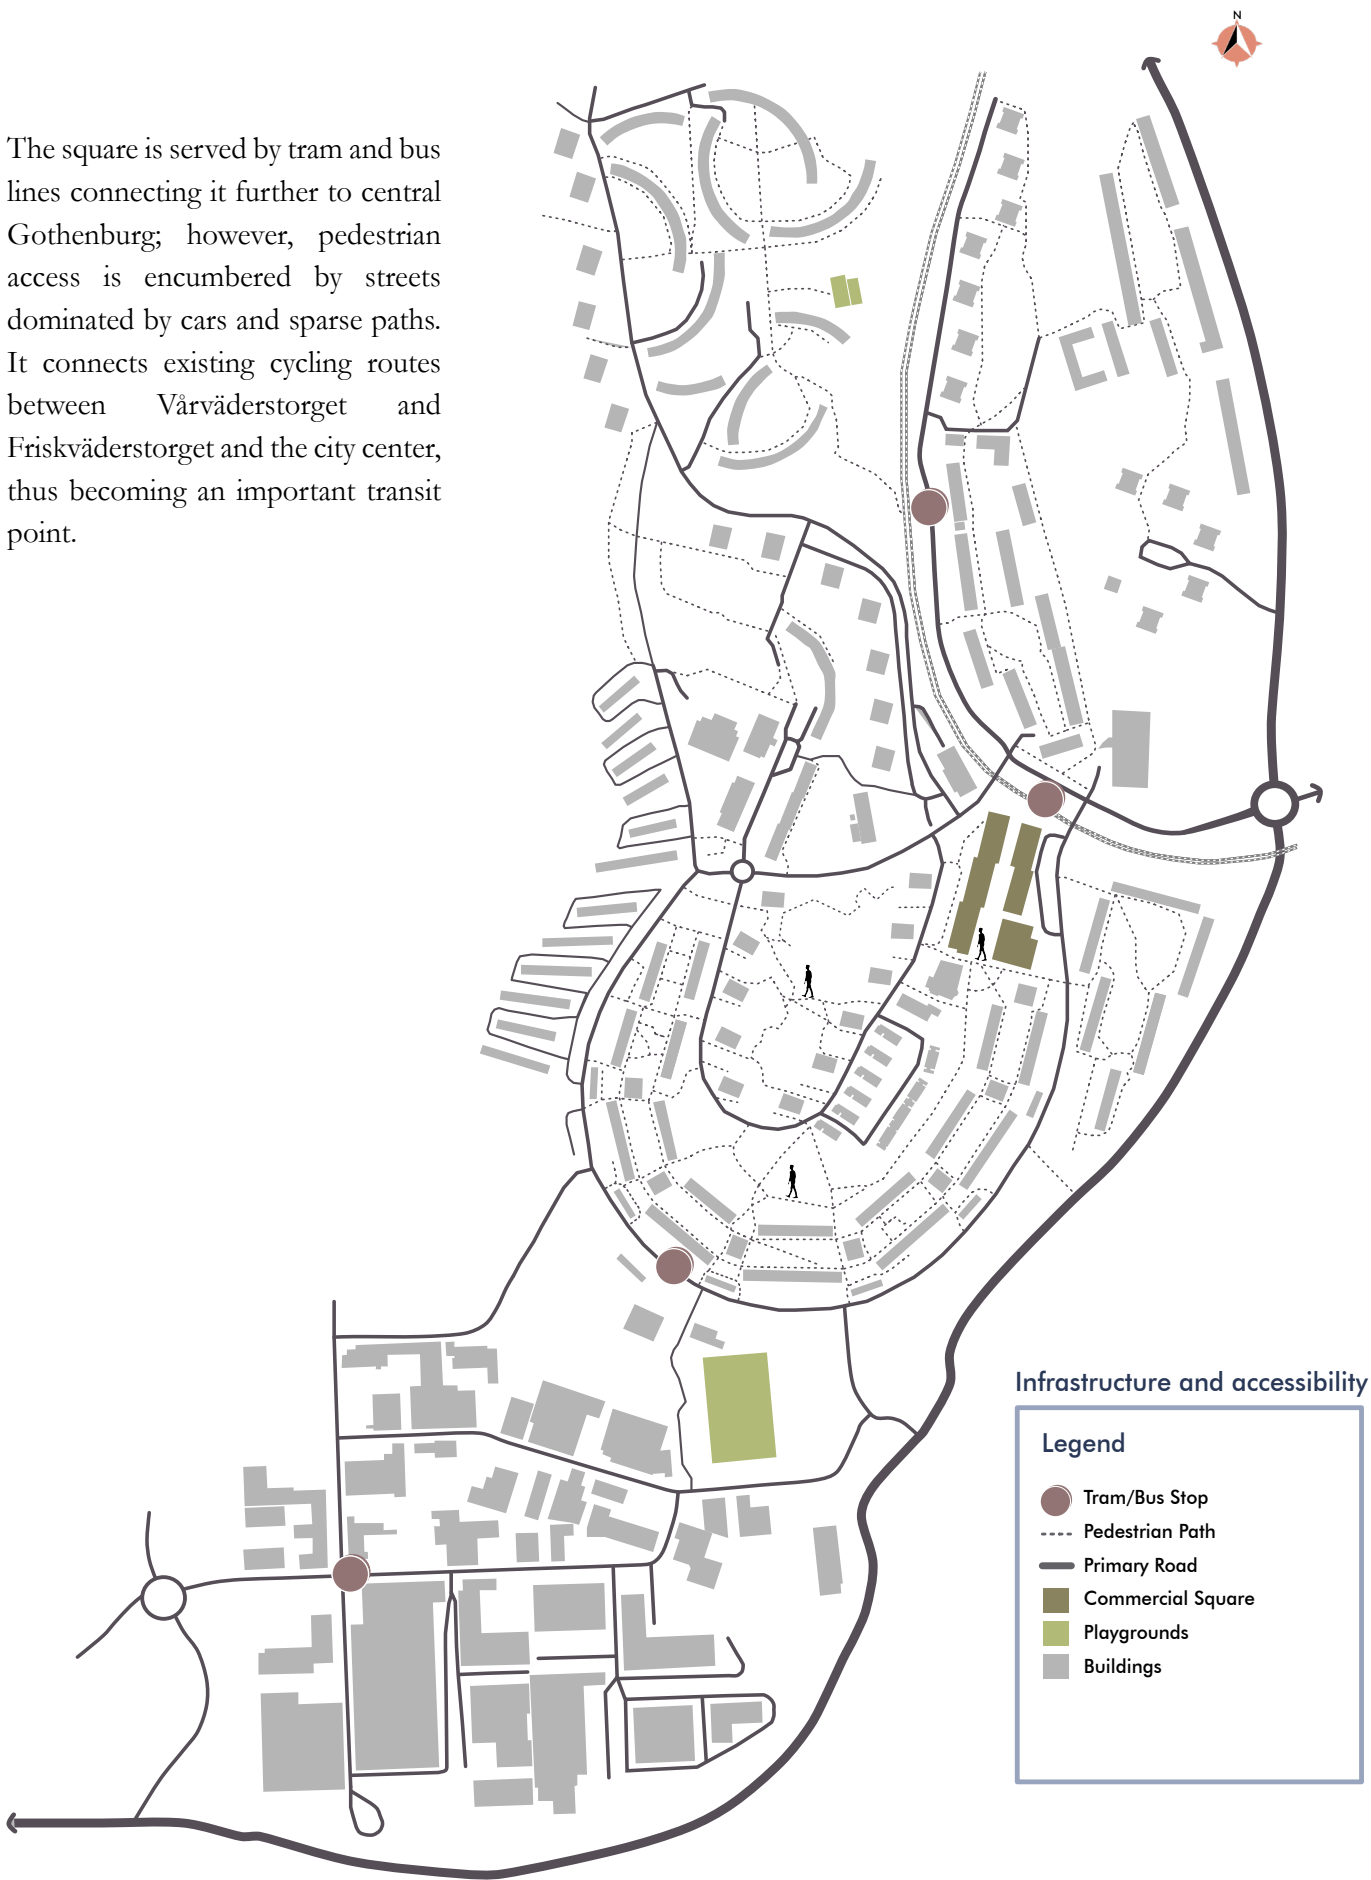 N
The square is served by tram and bus
lines connecting it further to central
Gothenburg; however, pedestrian
access is encumbered by streets
dominated by cars and sparse paths.
It connects existing cycling routes
between Vårväderstorget and
Friskväderstorget and the city center,
thus becoming an important transit
point.
Infrastructure and accessibility
Legend
Tram/Bus Stop
Pedestrian Path
Primary Road
Commercial Square
Playgrounds
Buildings